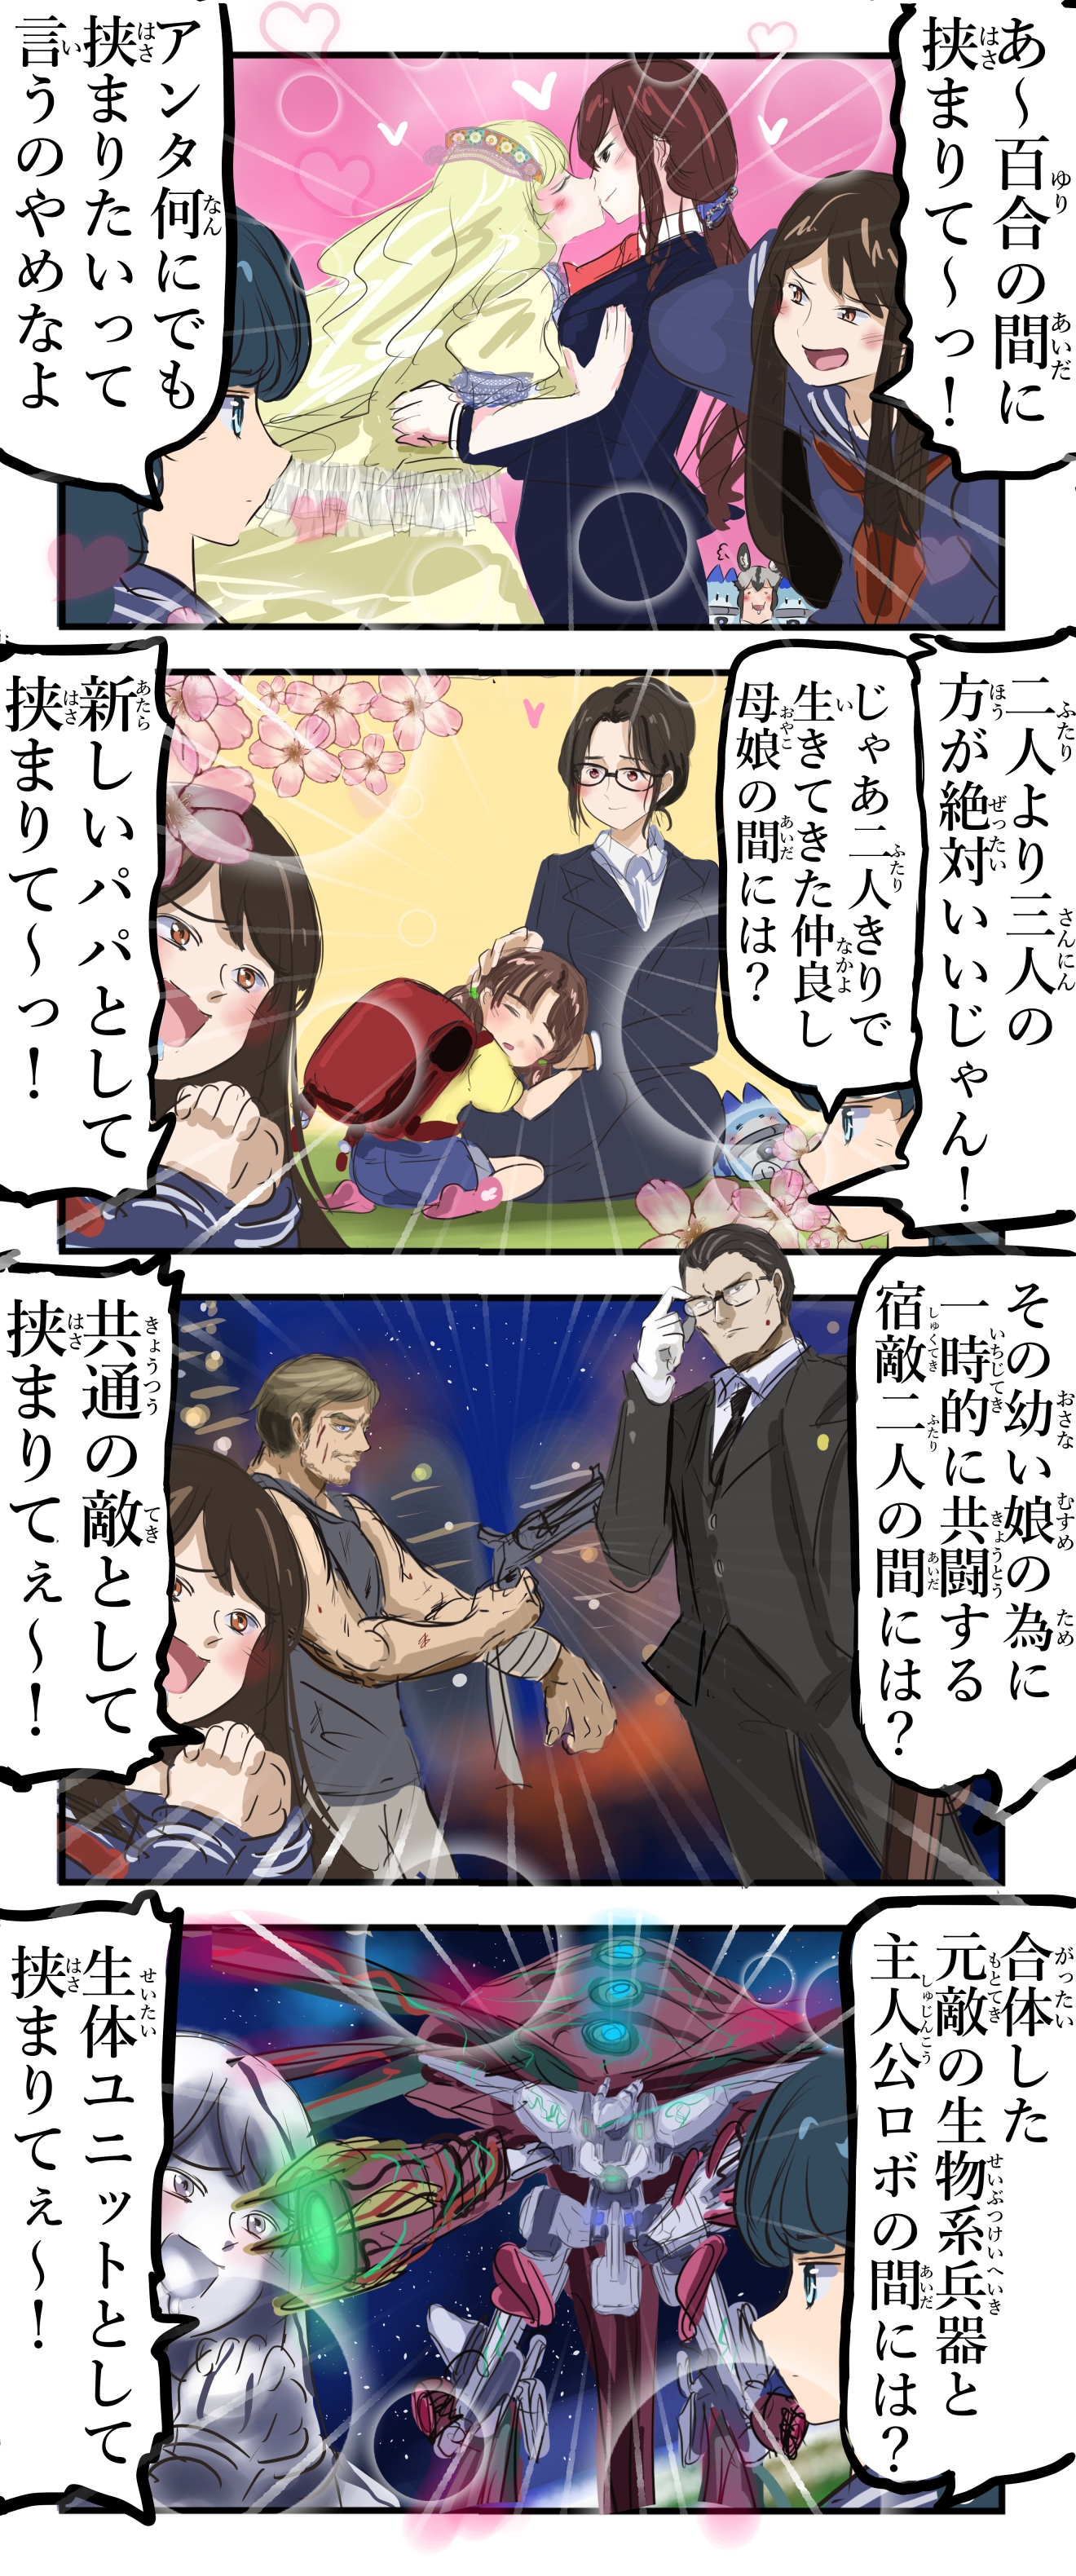 あ～百合の間に
挟まりて～っ！
アンタ何にでも
挟まりたいって
言うのやめなよ
二人より三人の
方が絶対いいじゃん！
じゃあ二人きりで
生きてきた仲良し
母娘の間には？
新しいパパとして
挟まりて～っ！
その幼い娘の為に
一時的に共闘する
宿敵二人の間には？
共通の敵として
挟まりてぇ～！
合体した
元敵の生物系兵器と
主人公ロボの間には？
生体ユニットとして
挟まりてぇ～！